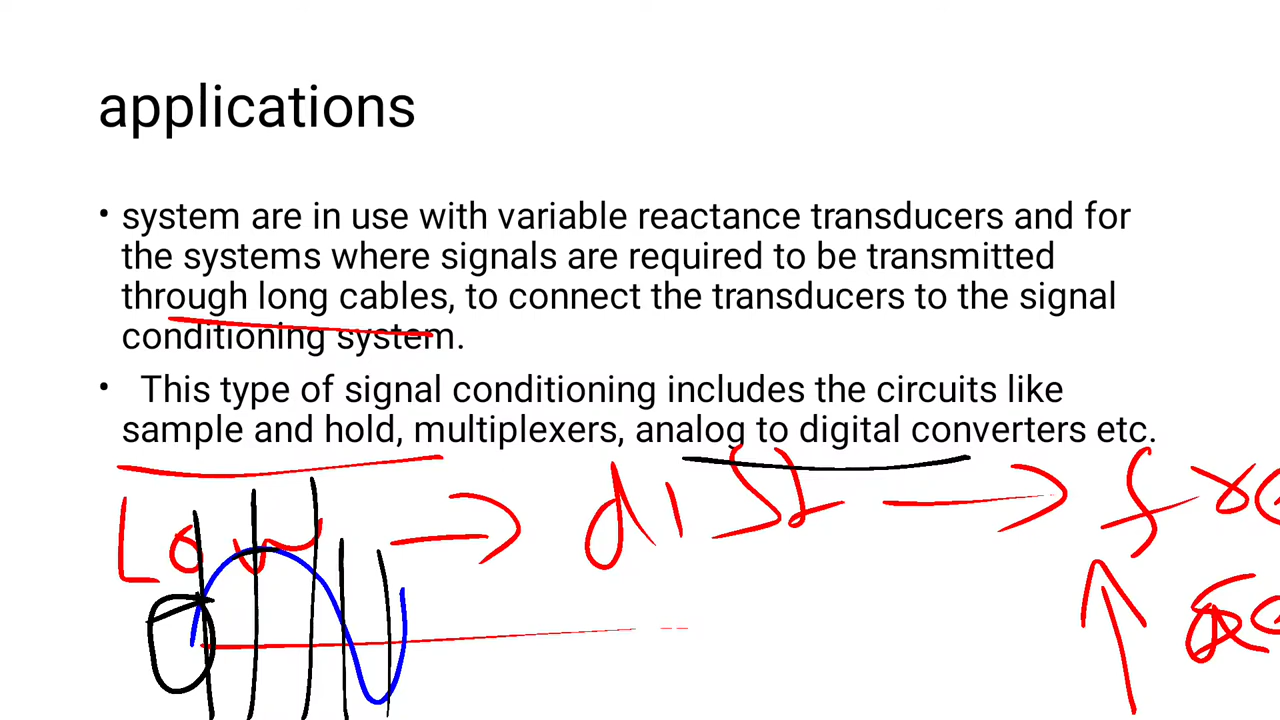 applications
• system are in use with variable reactance transducers and for
the systems where signals are required to be transmitted
through long cables, to connect the transducers to the signal
conditioning system.
• This type of signal conditioning includes the circuits like
sample and hold, multiplexers, analog to digital converters etc.
Low → dist →